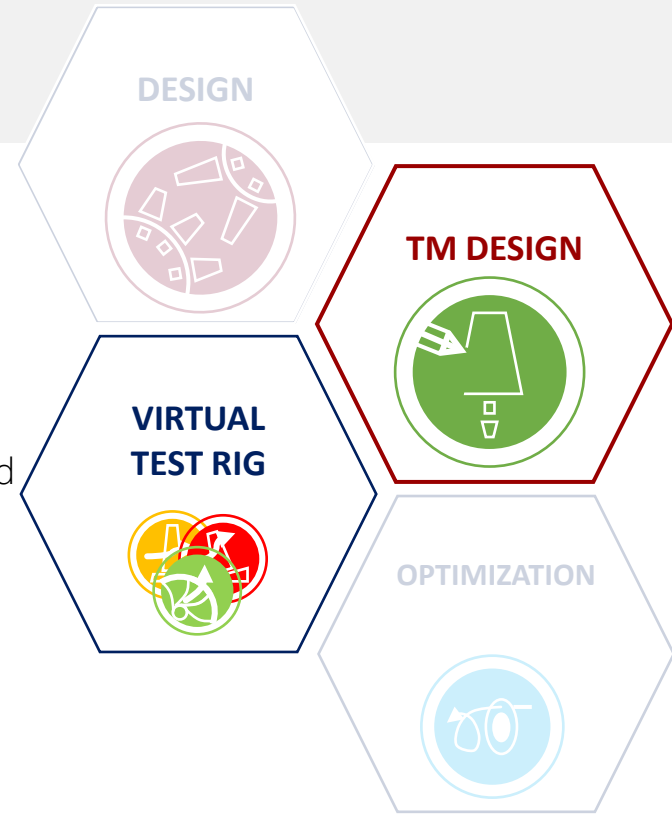 DESIGN
TM DESIGN
VIRTUAL
TEST RIG
d
OPTIMIZATION